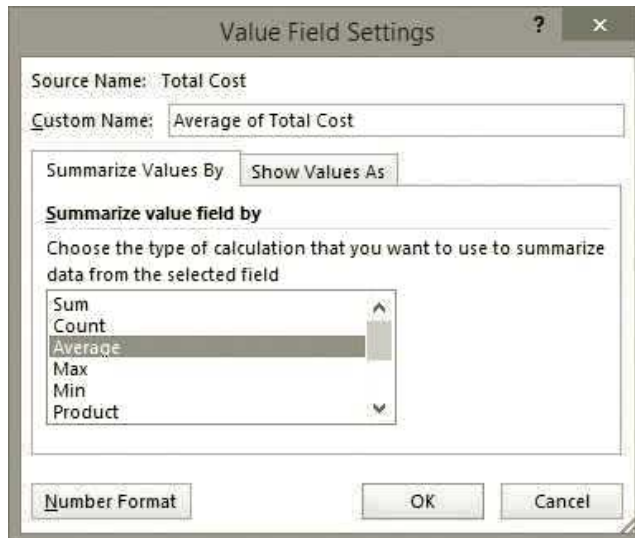 Value Field Settings ? ×
Source Name: Total Cost
Custom Name: Average of Total Cost
Summarize Values By Show Values As
Summarize value field by
Choose the type of calculation that you want to use to summarize
data from the selected field
Sum
Count
Average
Max
Min
Product
Number Format OK Cancel